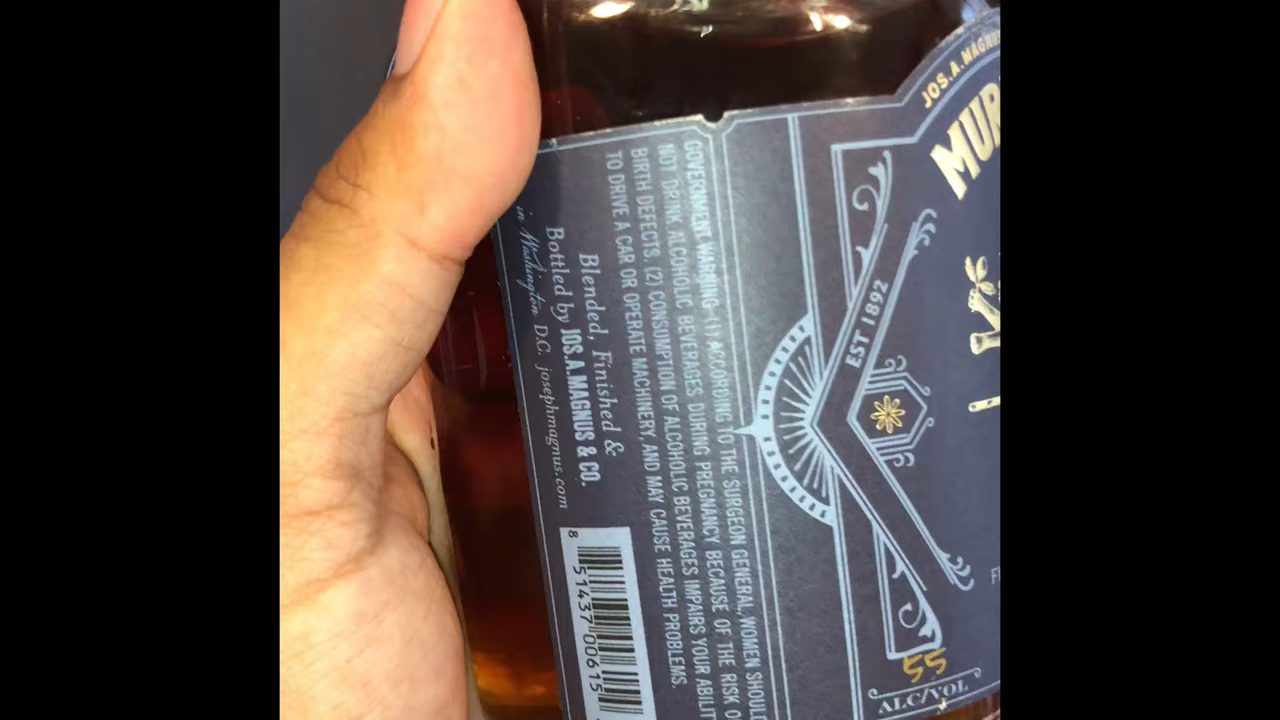 JOS.A.MAGNUS
MUR
EST 1892
55
ALC/VOL
GOVERNMENT WARNING: (1) ACCORDING TO THE SURGEON GENERAL, WOMEN SHOULD
NOT DRINK ALCOHOLIC BEVERAGES DURING PREGNANCY BECAUSE OF THE RISK O
BIRTH DEFECTS. (2) CONSUMPTION OF ALCOHOLIC BEVERAGES IMPAIRS YOUR ABILIT
TO DRIVE A CAR OR OPERATE MACHINERY, AND MAY CAUSE HEALTH PROBLEMS.
Blended, Finished &
Bottled by JOS.A.MAGNUS & CO.
in Washington D.C. josephmagnus.com
8 51437 00615